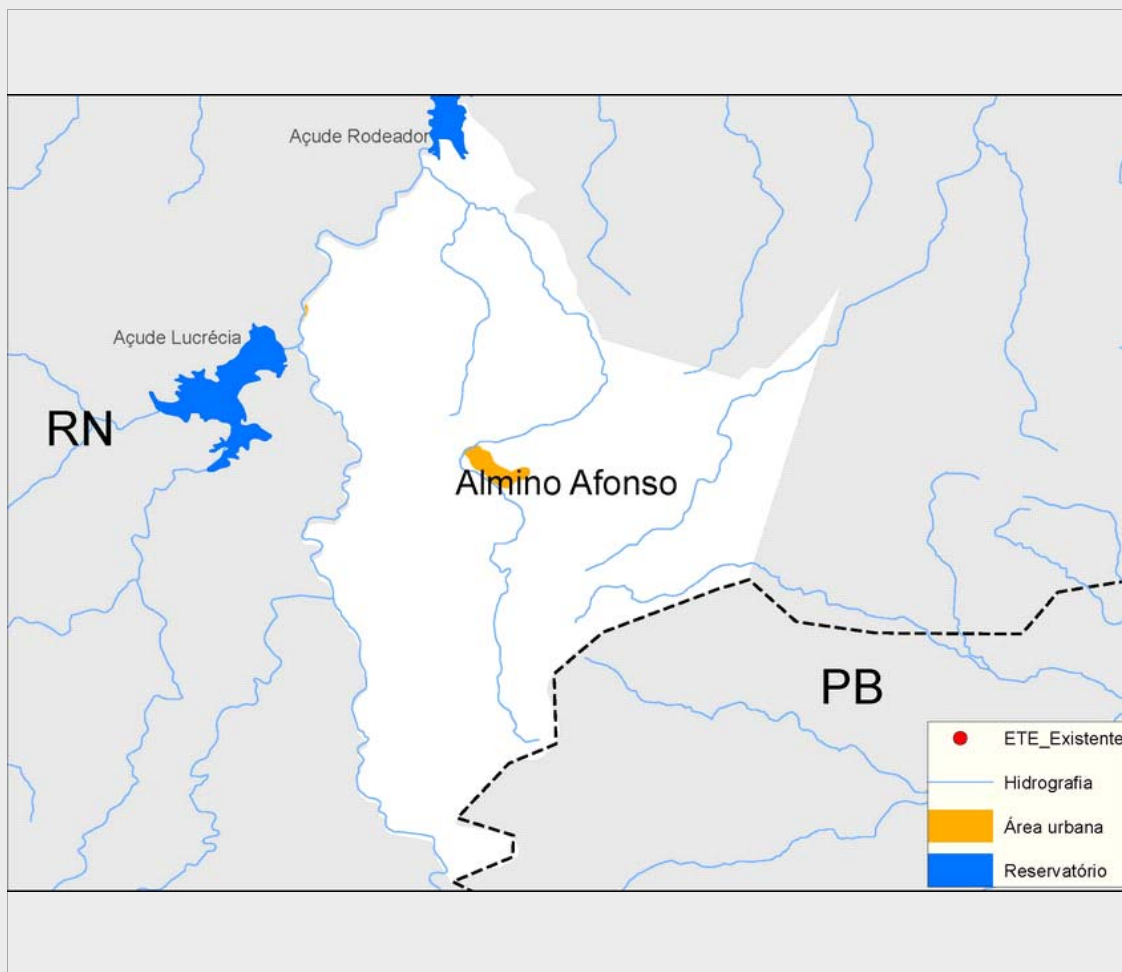 Açude Rodeador
Açude Lucrécia
RN
Almino Afonso
PB
ETE_Existente
Hidrografia
Área urbana
Reservatório